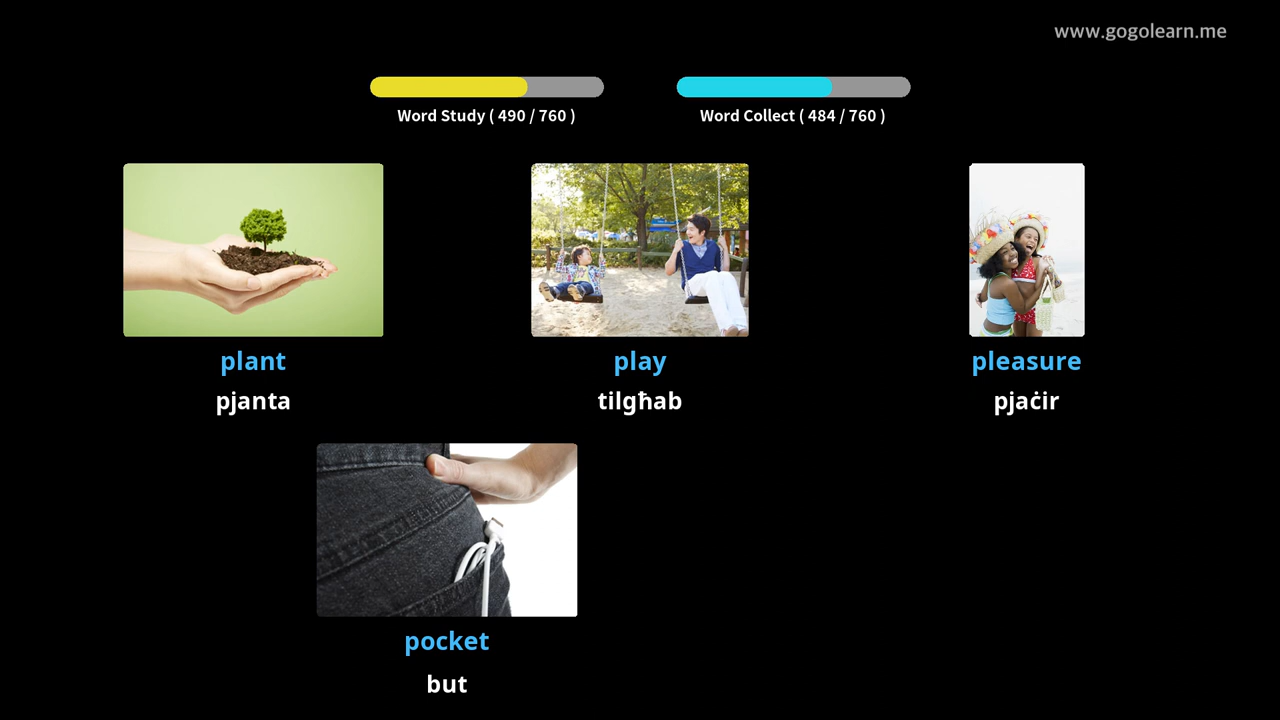 www.gogolearn.me
Word Study ( 490 / 760 )
Word Collect ( 484 / 760 )
plant
pjanta
play
tilgħab
pleasure
pjaċir
pocket
but